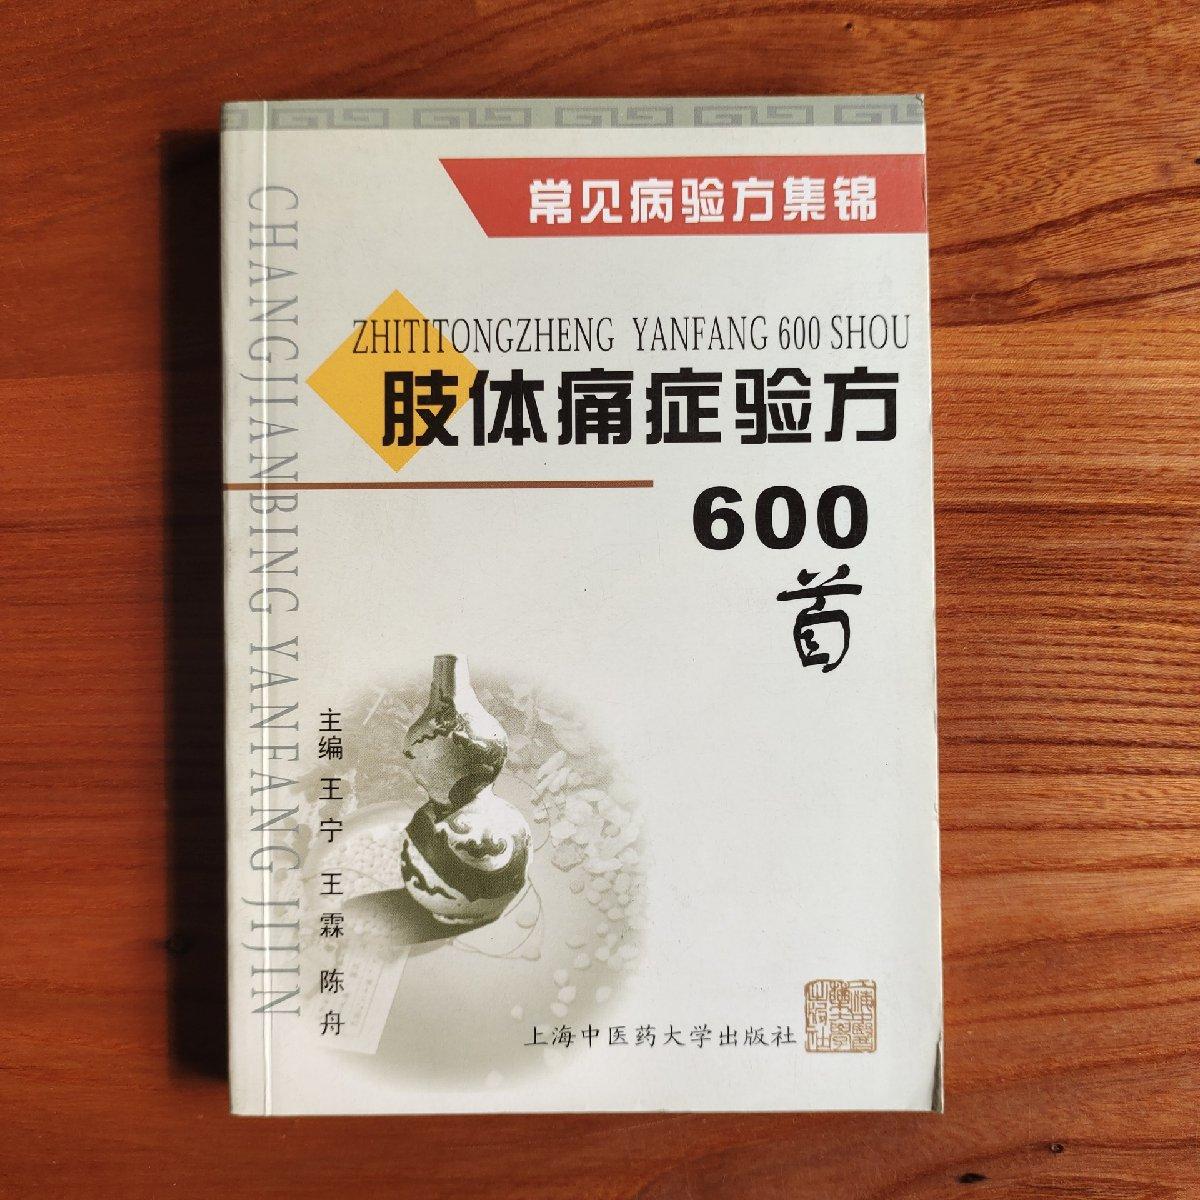 常见病验方集锦
ZHITITONGZHENG YANFANG 600 SHOU
肢体痛症验方
600
首
CHANGJIANBING YANFANG JIJIN
主编 王宁 王霖 陈舟
上海中医药大学出版社